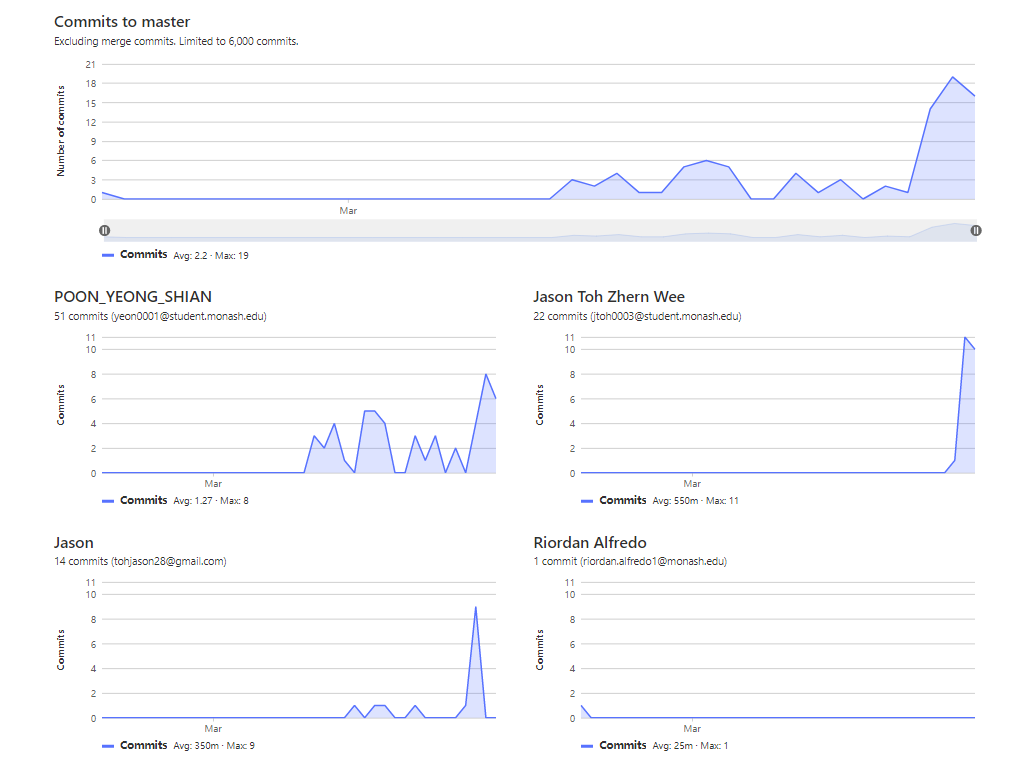 Commits to master
Excluding merge commits. Limited to 6,000 commits.
Number of commits
21
18
15
12
9
6
3
0
Mar
Commits Avg: 2.2 · Max: 19
POON_YEONG_SHIAN
51 commits (yeon0001@student.monash.edu)
Commits
11
10
8
6
4
2
0
Mar
Commits Avg: 1.27 · Max: 8
Jason Toh Zhern Wee
22 commits (jtoh0003@student.monash.edu)
Commits
11
10
8
6
4
2
0
Mar
Commits Avg: 550m · Max: 11
Jason
14 commits (tohjason28@gmail.com)
Commits
11
10
8
6
4
2
0
Mar
Commits Avg: 350m · Max: 9
Riordan Alfredo
1 commit (riordan.alfredo1@monash.edu)
Commits
11
10
8
6
4
2
0
Mar
Commits Avg: 25m · Max: 1